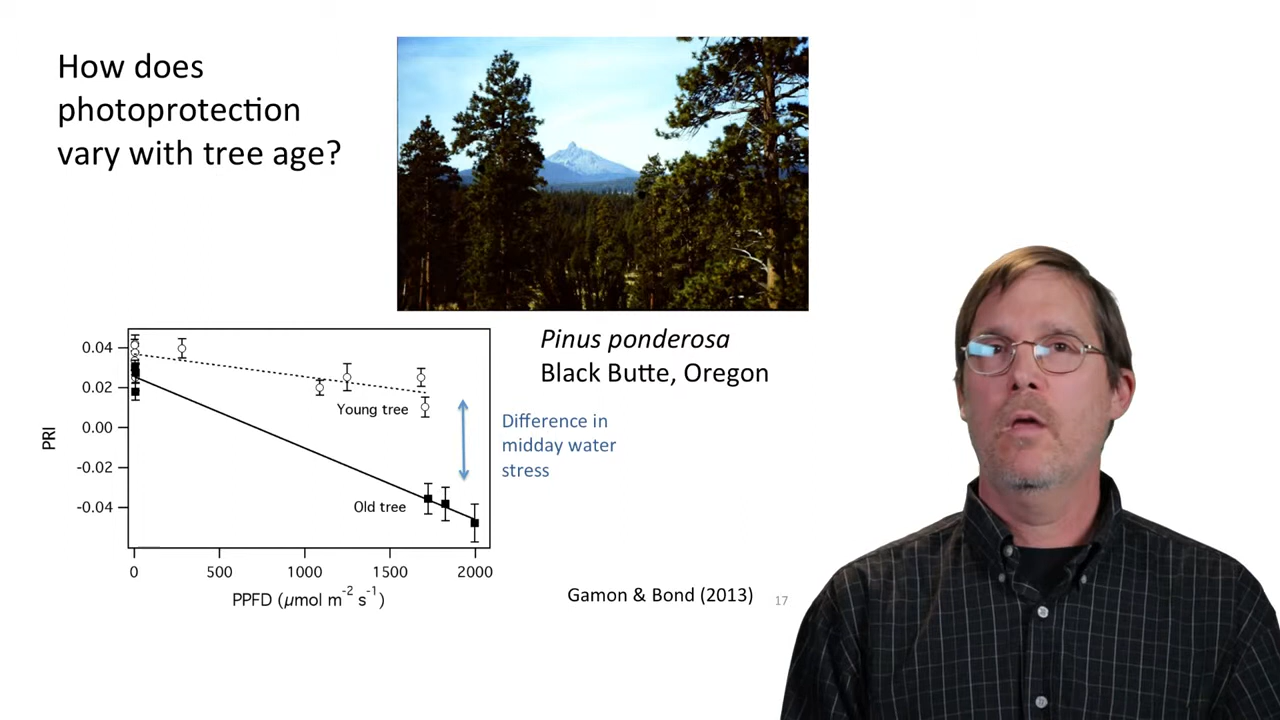 How does
photoprotection
vary with tree age?
Pinus ponderosa
Black Butte, Oregon
0.04
0.02
0.00
-0.02
-0.04
PRI
Young tree
Old tree
Difference in
midday water
stress
0 500 1000 1500 2000
PPFD (µmol m⁻² s⁻¹)
Gamon & Bond (2013)
17